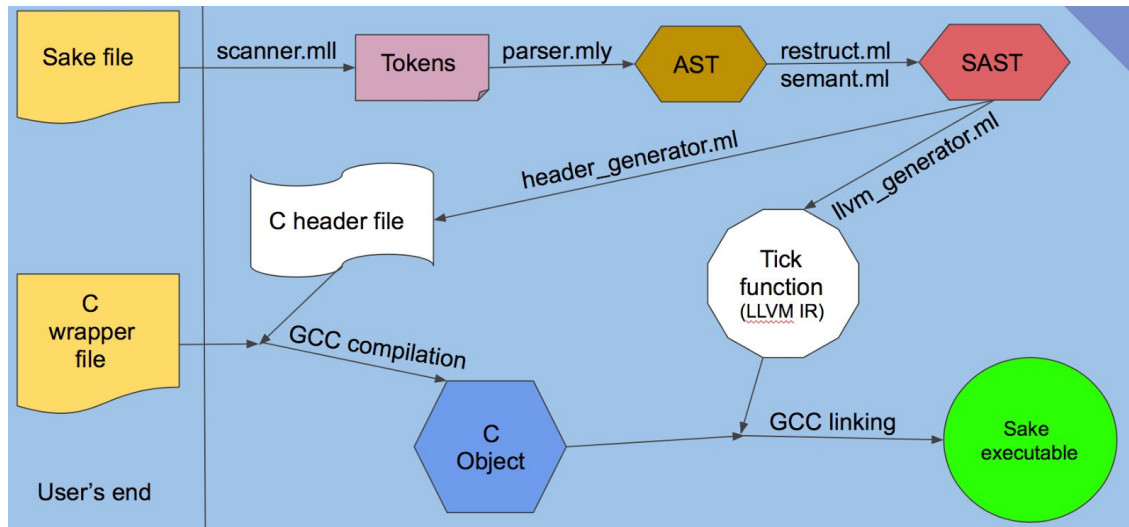 Sake file
scanner.mll
Tokens
parser.mly
AST
restruct.ml
semant.ml
SAST
header_generator.ml
llvm_generator.ml
C header file
Tick
function
(LLVM IR)
C
wrapper
file
GCC compilation
C
Object
GCC linking
Sake
executable
User's end